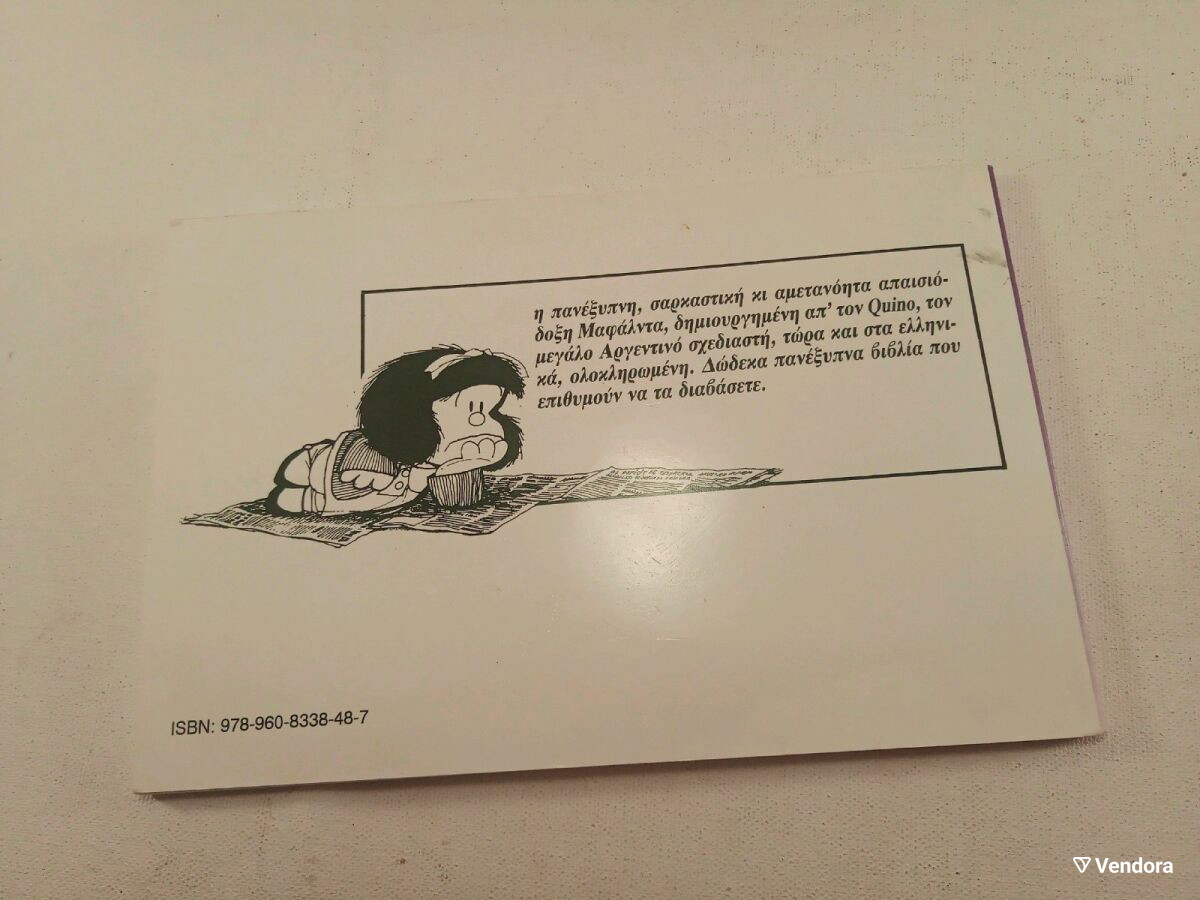 η πανέξυπνη, σαρκαστική κι αμετανόητα απαισιό-
δοξη Μαφάλντα, δημιουργημένη απ' τον Quino, τον
μεγάλο Αργεντινό σχεδιαστή, τώρα και στα ελληνι-
κά, ολοκληρωμένη. Δώδεκα πανέξυπνα βιβλία που
επιθυμούν να τα διαβάσετε.
ISBN: 978-960-8338-48-7
Vendora